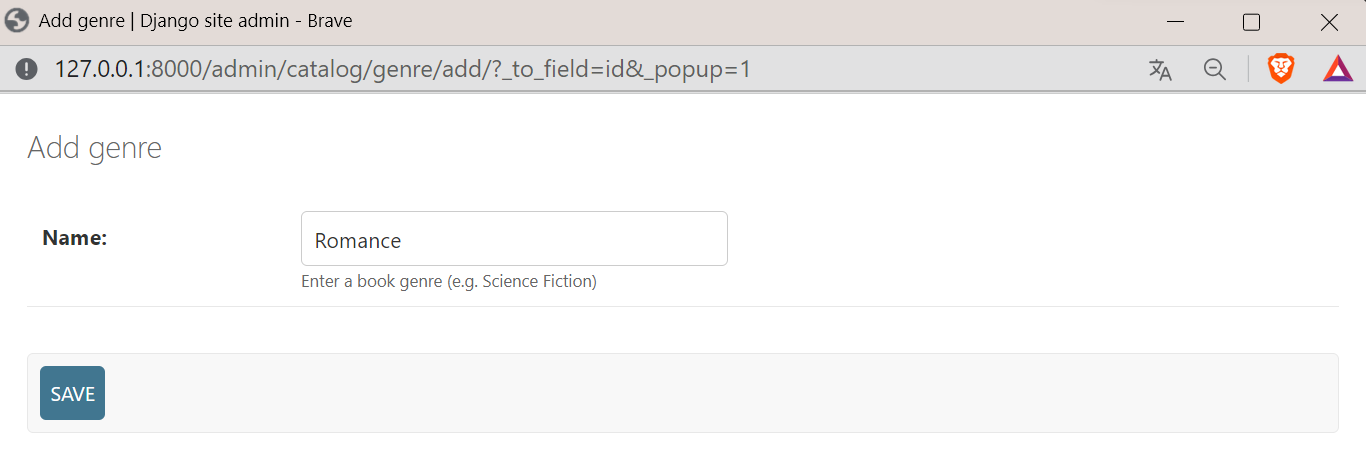 Add genre | Django site admin - Brave
127.0.0.1:8000/admin/catalog/genre/add/?_to_field=id&_popup=1
Add genre
Name:
Romance
Enter a book genre (e.g. Science Fiction)
SAVE